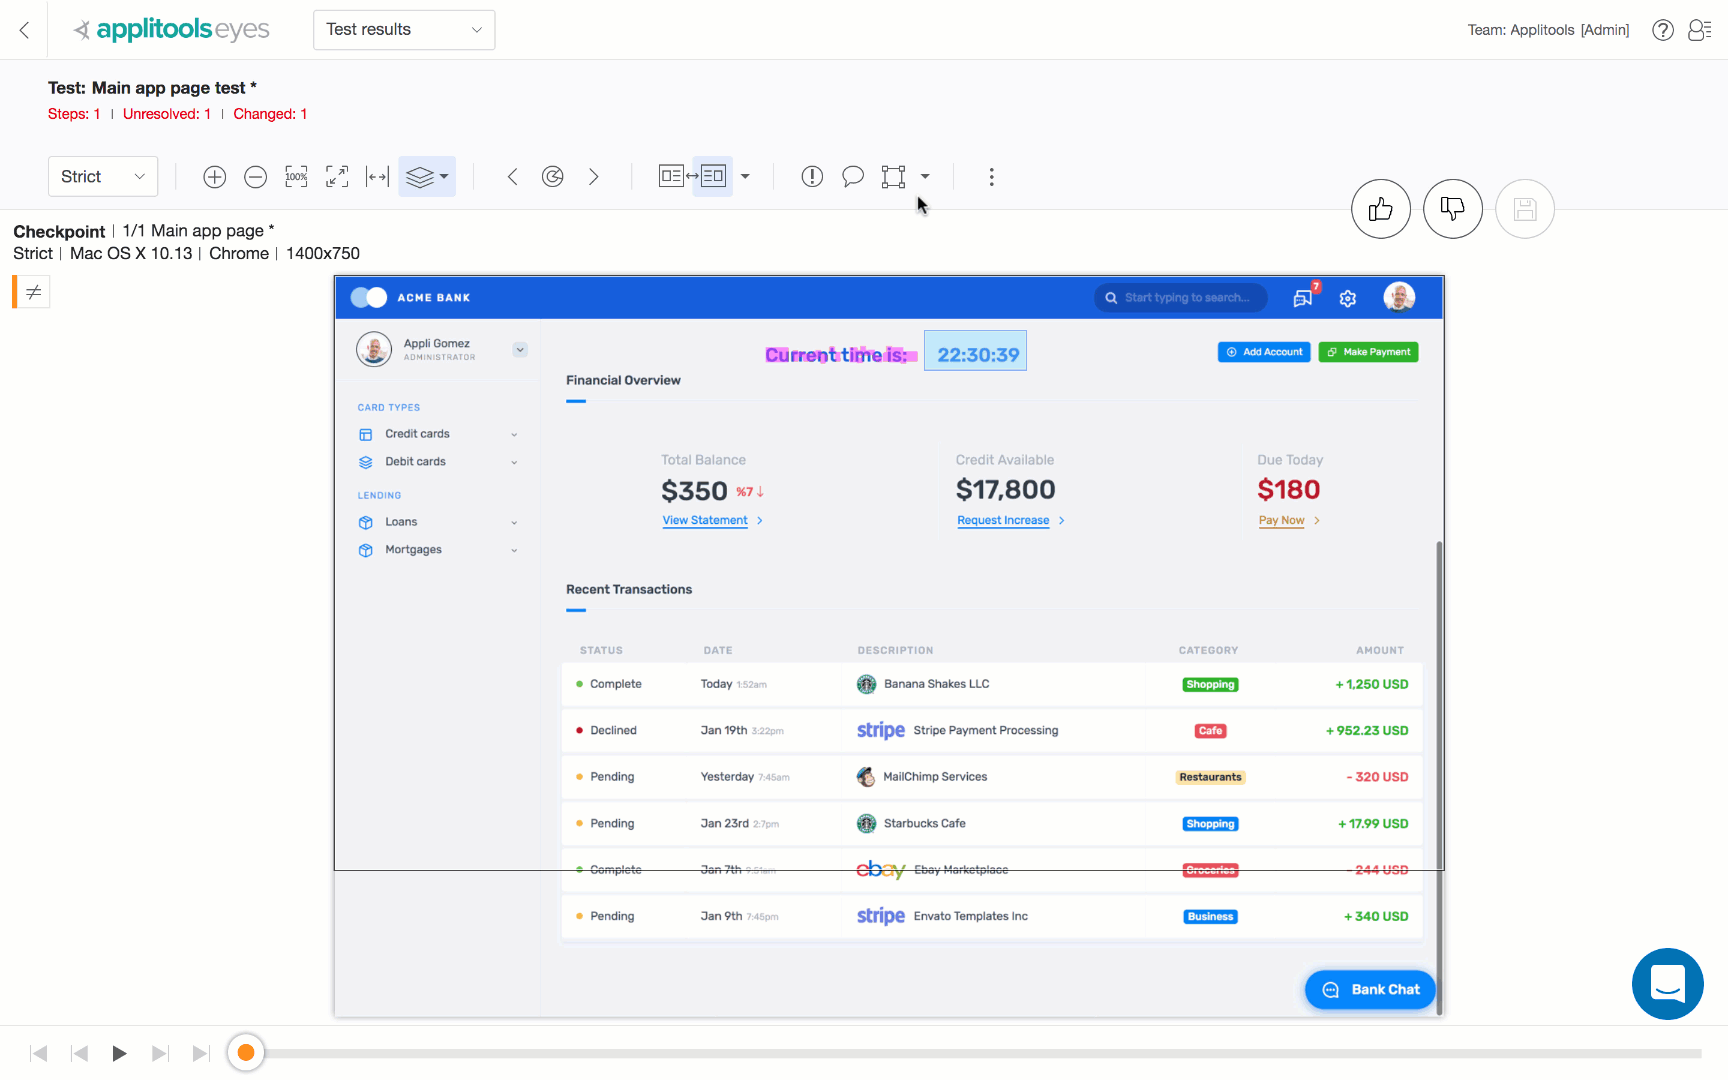 applitools eyes
Test results
Team: Applitools [Admin]
Test: Main app page test *
Steps: 1 | Unresolved: 1 | Changed: 1
Strict
100%
Checkpoint | 1/1 Main app page *
Strict | Mac OS X 10.13 | Chrome | 1400x750
≠
ACME BANK
Start typing to search...
7
Appli Gomez
ADMINISTRATOR
Current time is: 22:30:39
Add Account
Make Payment
Financial Overview
CARD TYPES
Credit cards
Debit cards
LENDING
Loans
Mortgages
Total Balance
$350 %7 ↓
View Statement >
Credit Available
$17,800
Request Increase >
Due Today
$180
Pay Now >
Recent Transactions
STATUS DATE DESCRIPTION CATEGORY AMOUNT
Complete Today 1:52am Banana Shakes LLC Shopping + 1,250 USD
Declined Jan 19th 3:22pm stripe Stripe Payment Processing Cafe + 952.23 USD
Pending Yesterday 7:45am MailChimp Services Restaurants - 320 USD
Pending Jan 23rd 2:7pm Starbucks Cafe Shopping + 17.99 USD
Complete Jan 7th 9:51am ebay Ebay Marketplace Groceries - 244 USD
Pending Jan 9th 7:45pm stripe Envato Templates Inc Business + 340 USD
Bank Chat